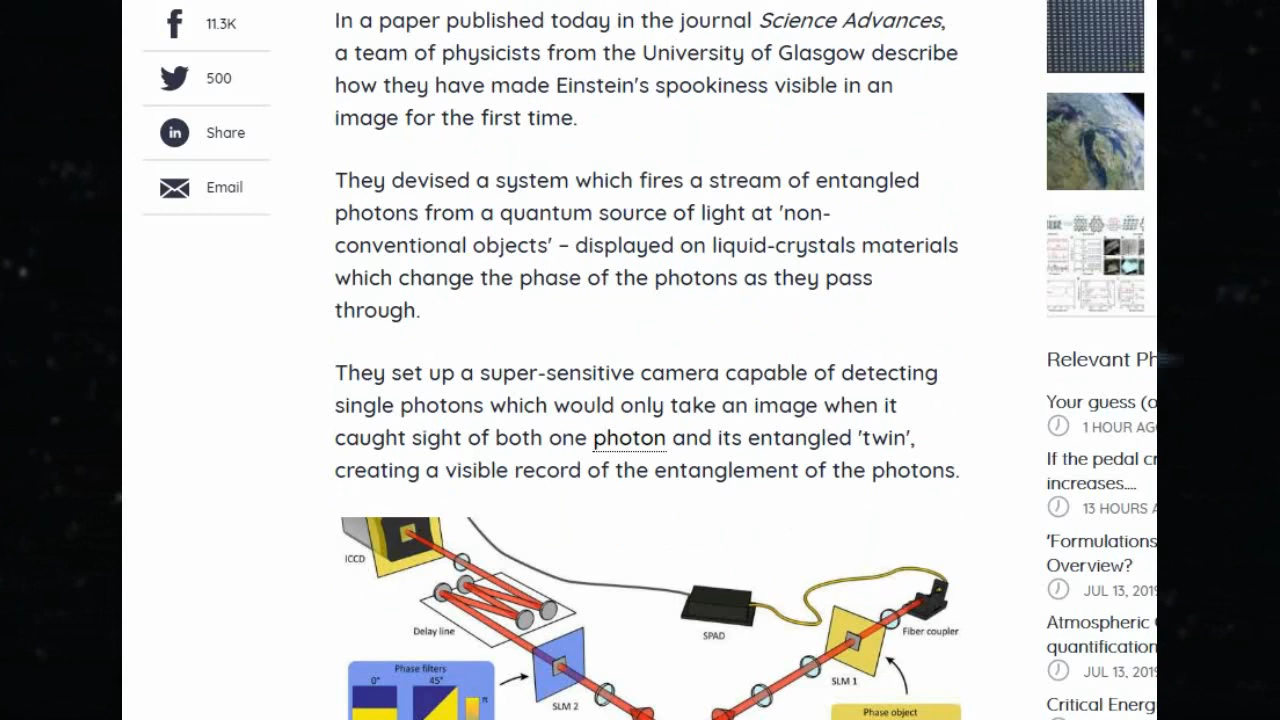 11.3K
500
Share
Email
In a paper published today in the journal Science Advances,
a team of physicists from the University of Glasgow describe
how they have made Einstein's spookiness visible in an
image for the first time.
They devised a system which fires a stream of entangled
photons from a quantum source of light at 'non-
conventional objects' – displayed on liquid-crystals materials
which change the phase of the photons as they pass
through.
They set up a super-sensitive camera capable of detecting
single photons which would only take an image when it
caught sight of both one photon and its entangled 'twin',
creating a visible record of the entanglement of the photons.
ICCD
Delay line
SPAD
Fiber coupler
SLM 1
Phase filters
0° 45°
π
SLM 2
Phase object
Relevant Ph
Your guess (o
1 HOUR AG
If the pedal cr
increases....
13 HOURS A
'Formulations
Overview?
JUL 13, 2019
Atmospheric
quantification
JUL 13, 2019
Critical Energ